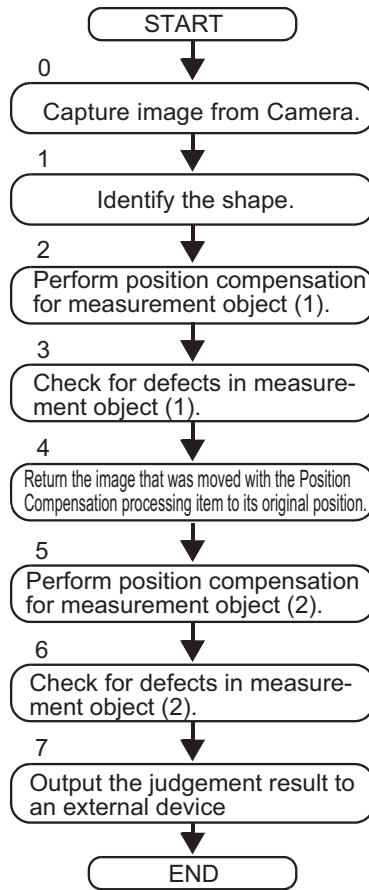 START
0
Capture image from Camera.
1
Identify the shape.
2
Perform position compensation
for measurement object (1).
3
Check for defects in measure-
ment object (1).
4
Return the image that was moved with the Position
Compensation processing item to its original position.
5
Perform position compensation
for measurement object (2).
6
Check for defects in measure-
ment object (2).
7
Output the judgement result to
an external device
END